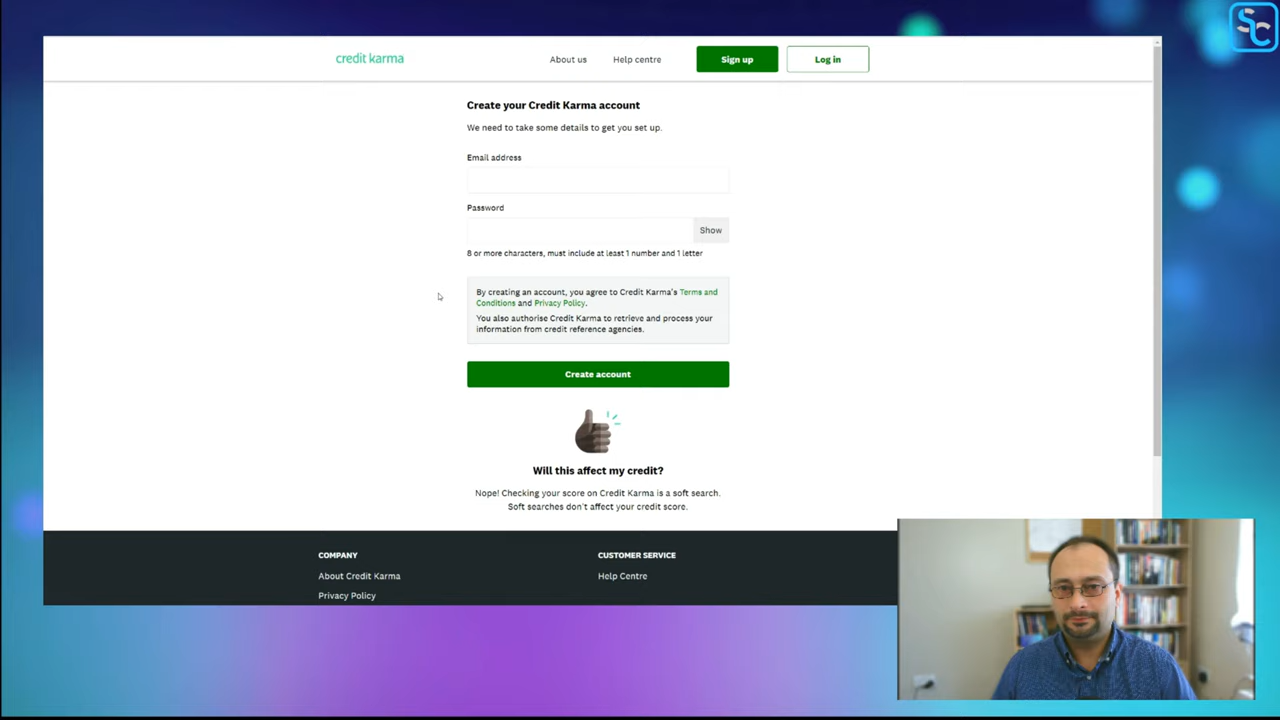 SC
credit karma
About us
Help centre
Sign up
Log in
Create your Credit Karma account
We need to take some details to get you set up.
Email address
Password
Show
8 or more characters, must include at least 1 number and 1 letter
By creating an account, you agree to Credit Karma's Terms and
Conditions and Privacy Policy.
You also authorise Credit Karma to retrieve and process your
information from credit reference agencies.
Create account
Will this affect my credit?
Nope! Checking your score on Credit Karma is a soft search.
Soft searches don't affect your credit score.
COMPANY
CUSTOMER SERVICE
About Credit Karma
Help Centre
Privacy Policy